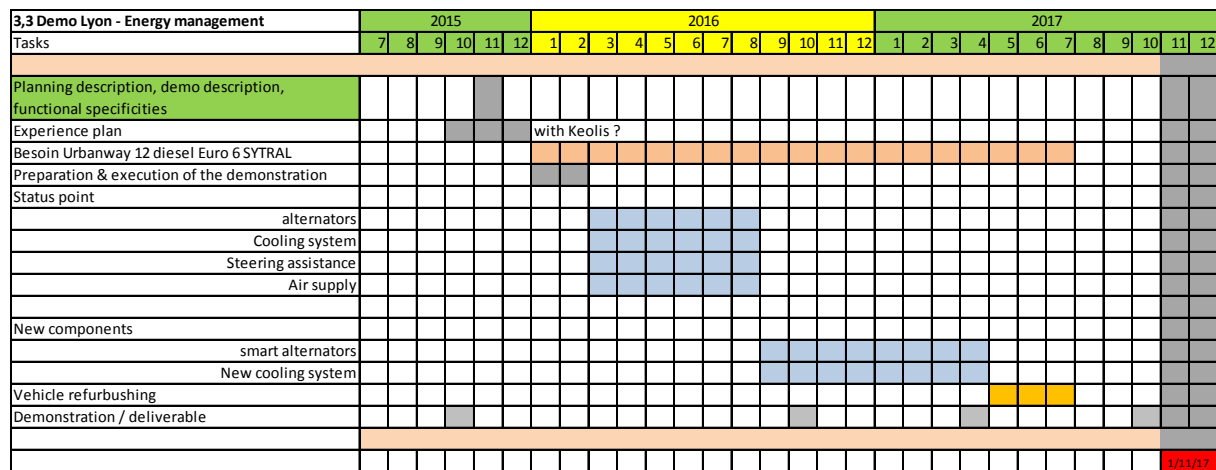 3,3 Demo Lyon - Energy management 2015 2016 2017
Tasks 7 8 9 10 11 12 1 2 3 4 5 6 7 8 9 10 11 12 1 2 3 4 5 6 7 8 9 10 11 12
Planning description, demo description,
functional specificities
Experience plan with Keolis ?
Besoin Urbanway 12 diesel Euro 6 SYTRAL
Preparation & execution of the demonstration
Status point
alternators
Cooling system
Steering assistance
Air supply
New components
smart alternators
New cooling system
Vehicle refurbushing
Demonstration / deliverable
1/11/17